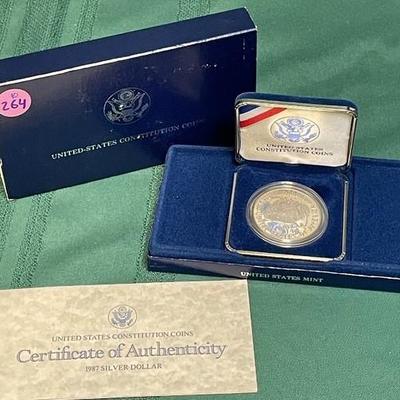 10
264
UNITED STATES CONSTITUTION COINS
UNITED STATES
CONSTITUTION COINS
UNITED STATES MINT
UNITED STATES CONSTITUTION COINS
Certificate of Authenticity
1987 SILVER DOLLAR